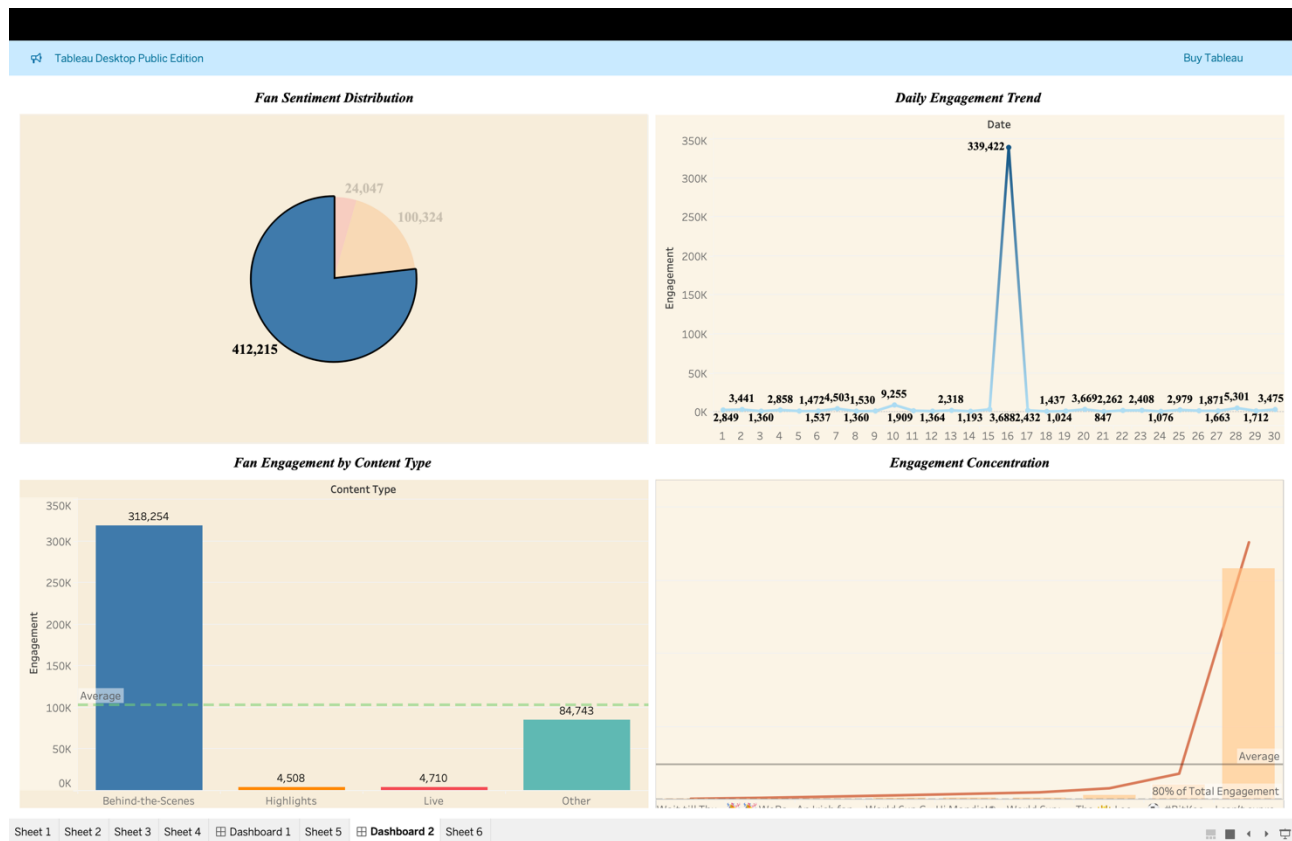 Tableau Desktop Public Edition Buy Tableau
Fan Sentiment Distribution
24,047
100,324
412,215
Daily Engagement Trend
Date
Engagement
350K
300K
250K
200K
150K
100K
50K
0K
339,422
3,441 2,858 1,472 4,503 1,530 9,255 2,318 1,437 3,669 2,262 2,408 2,979 1,871 5,301 3,475
2,849 1,360 1,537 1,360 1,909 1,364 1,193 3,688 2,432 1,024 847 1,076 1,663 1,712
1 2 3 4 5 6 7 8 9 10 11 12 13 14 15 16 17 18 19 20 21 22 23 24 25 26 27 28 29 30
Fan Engagement by Content Type
Content Type
Engagement
350K
300K
250K
200K
150K
100K
50K
0K
Average
318,254
4,508
4,710
84,743
Behind-the-Scenes Highlights Live Other
Engagement Concentration
Average
80% of Total Engagement
Sheet 1 Sheet 2 Sheet 3 Sheet 4 Dashboard 1 Sheet 5 Dashboard 2 Sheet 6